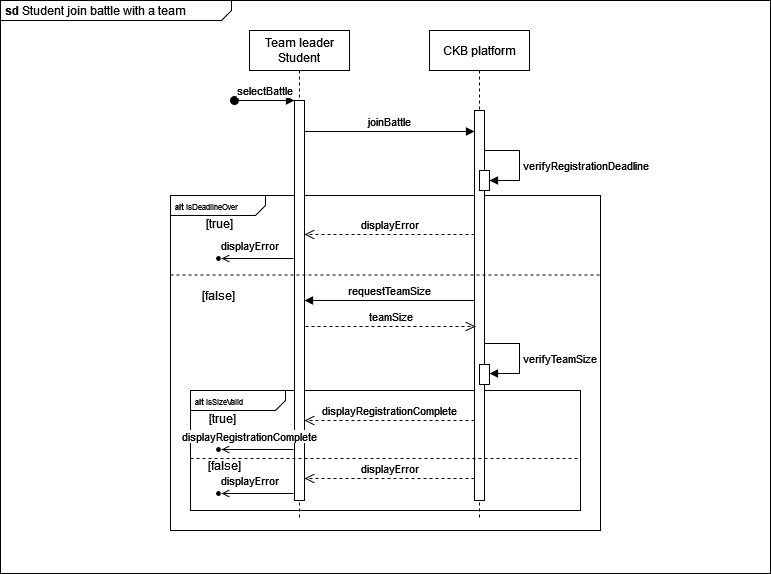 sd Student join battle with a team
Team leader
Student
CKB platform
selectBattle
joinBattle
verifyRegistrationDeadline
alt IsDeadlineOver
[true]
displayError
displayError
[false]
requestTeamSize
teamSize
verifyTeamSize
alt IsSizeValid
[true]
displayRegistrationComplete
displayRegistrationComplete
[false]
displayError
displayError